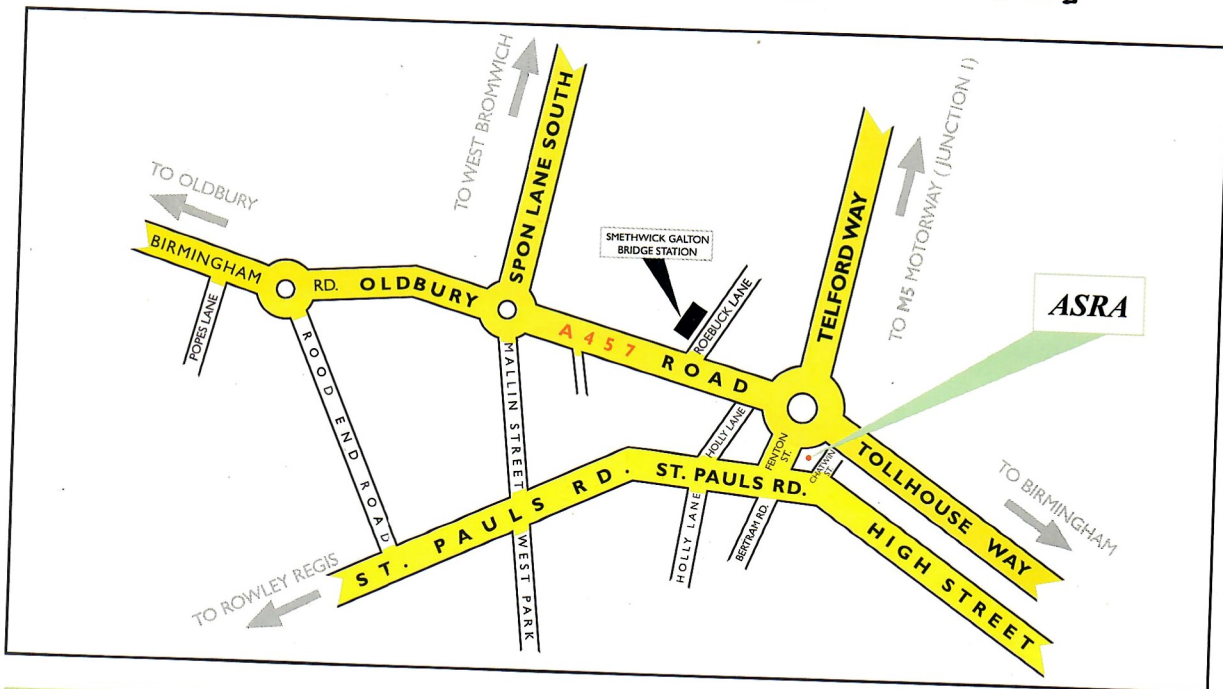 TO WEST BROMWICH
SPON LANE SOUTH
TO M5 MOTORWAY (JUNCTION 1)
TO OLDBURY
TELFORD WAY
SMETHWICK GALTON
BRIDGE STATION
ASRA
BIRMINGHAM
RD.
OLDBURY
A457
ROAD
ROEBUCK LANE
POPES LANE
ROOD END ROAD
MALLIN STREET
HOLLY LANE
FENTON
ST.
CHATWIN
ST.
TOLLHOUSE WAY
TO BIRMINGHAM
ST. PAULS RD.
ST. PAULS RD.
HOLLY LANE
BERTRAM RD.
HIGH STREET
WEST PARK
TO ROWLEY REGIS